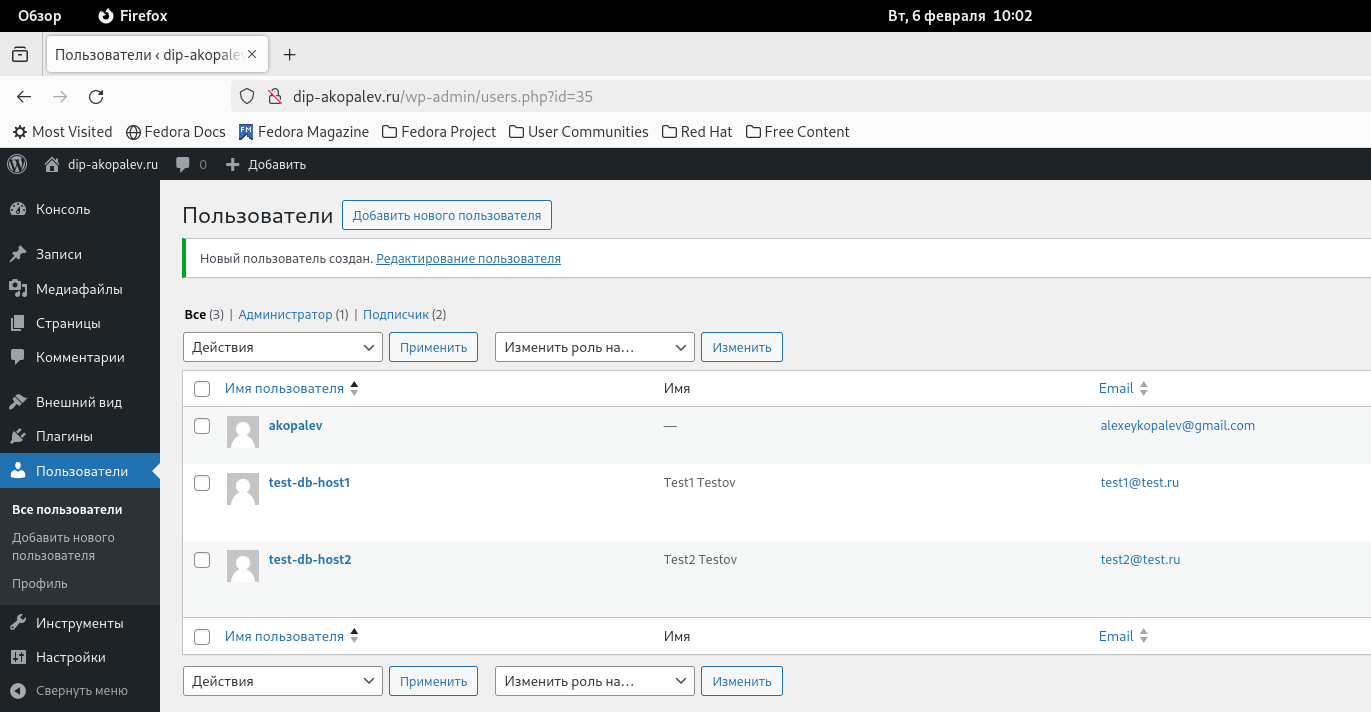 Обзор Firefox Вт, 6 февраля 10:02
Пользователи ‹ dip-akopalev
dip-akopalev.ru/wp-admin/users.php?id=35
Most Visited Fedora Docs Fedora Magazine Fedora Project User Communities Red Hat Free Content
dip-akopalev.ru 0 Добавить
Консоль
Записи
Медиафайлы
Страницы
Комментарии
Внешний вид
Плагины
Пользователи
Все пользователи
Добавить нового
пользователя
Профиль
Инструменты
Настройки
Свернуть меню
Пользователи Добавить нового пользователя
Новый пользователь создан. Редактирование пользователя
Все (3) | Администратор (1) | Подписчик (2)
Действия Применить Изменить роль на... Изменить
Имя пользователя Имя Email
akopalev — alexeykopalev@gmail.com
test-db-host1 Test1 Testov test1@test.ru
test-db-host2 Test2 Testov test2@test.ru
Имя пользователя Имя Email
Действия Применить Изменить роль на... Изменить